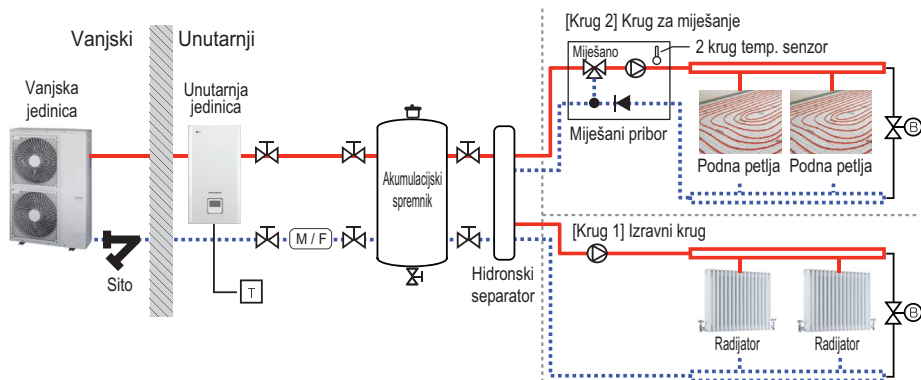 Vanjski
Unutarnji
Vanjska
jedinica
Unutarnja
jedinica
Sito
T
M / F
Akumulacijski
spremnik
Hidronski
separator
[Krug 2] Krug za miješanje
Miješano
2 krug temp. senzor
Miješani pribor
Podna petlja
Podna petlja
B
[Krug 1] Izravni krug
Radijator
Radijator
B